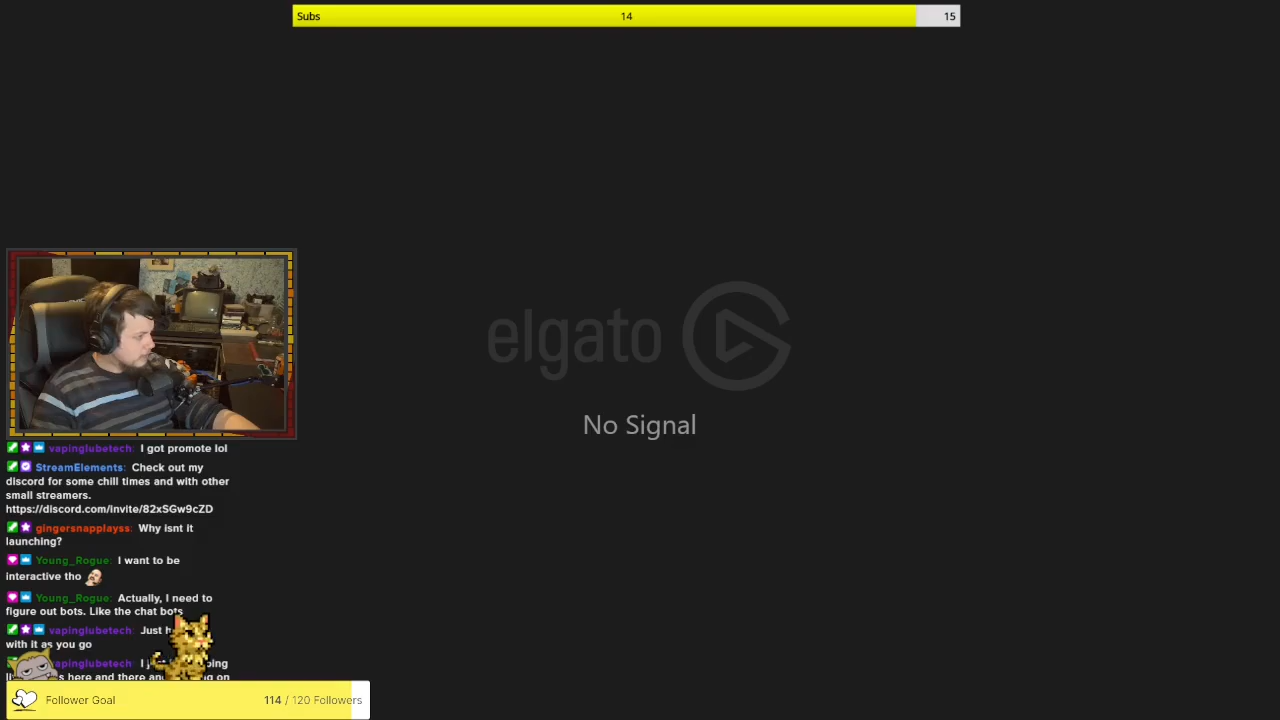 Subs 14 15
elgato
No Signal
vapinglubetech: I got promote lol
StreamElements: Check out my
discord for some chill times and with other
small streamers.
https://discord.com/invite/82xSGw9cZD
gingersnapplayss: Why isnt it
launching?
Young_Rogue: I want to be
interactive tho
Young_Rogue: Actually, I need to
figure out bots. Like the chat bots
vapinglubetech: Just
with it as you go
vapinglubetech: I
here and there and on
Follower Goal 114 / 120 Followers